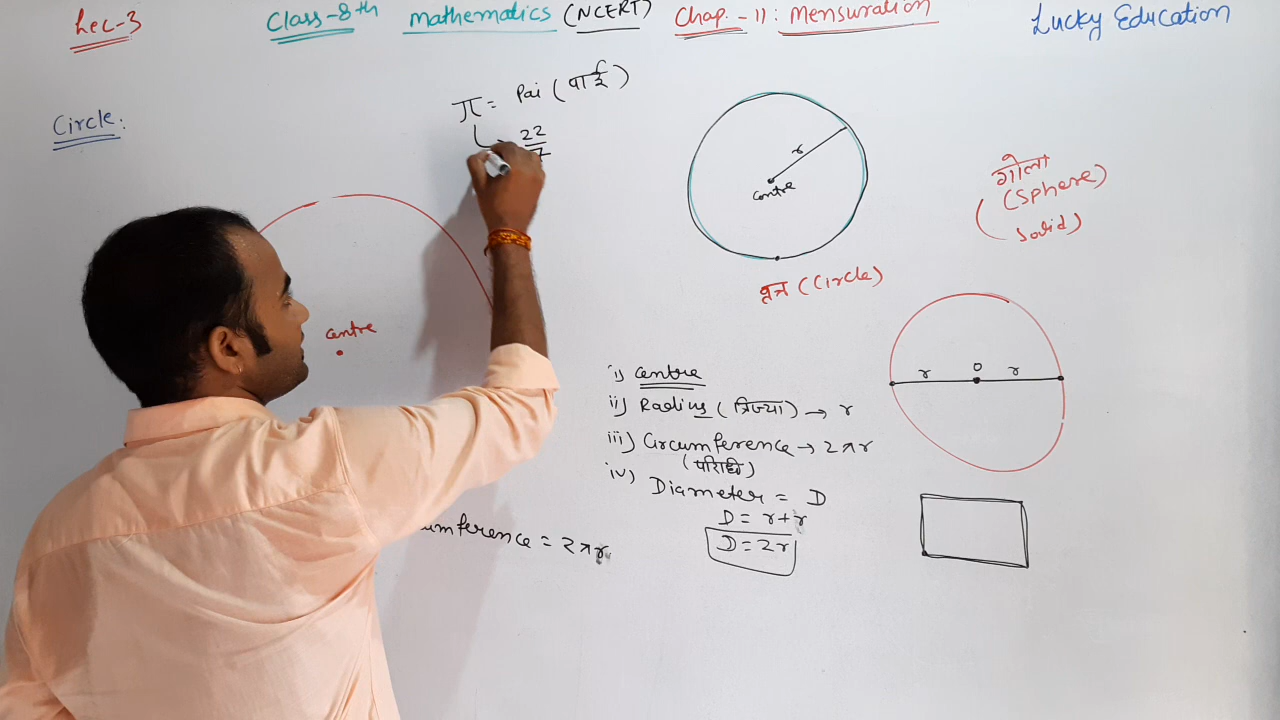 Lec-3 Class-8th Mathematics (NCERT) Chap.-11: Mensuration Lucky Education
Circle:
π = Pai (पाई)
22
7
r
centre
वृत्त (Circle)
गोला
(Sphere)
Solid)
centre
r O r
i) Centre
ii) Radius (त्रिज्या) → r
iii) Circumference → 2πr
(परिधि)
iv) Diameter = D
D = r+r
D = 2r
umference = 2πr